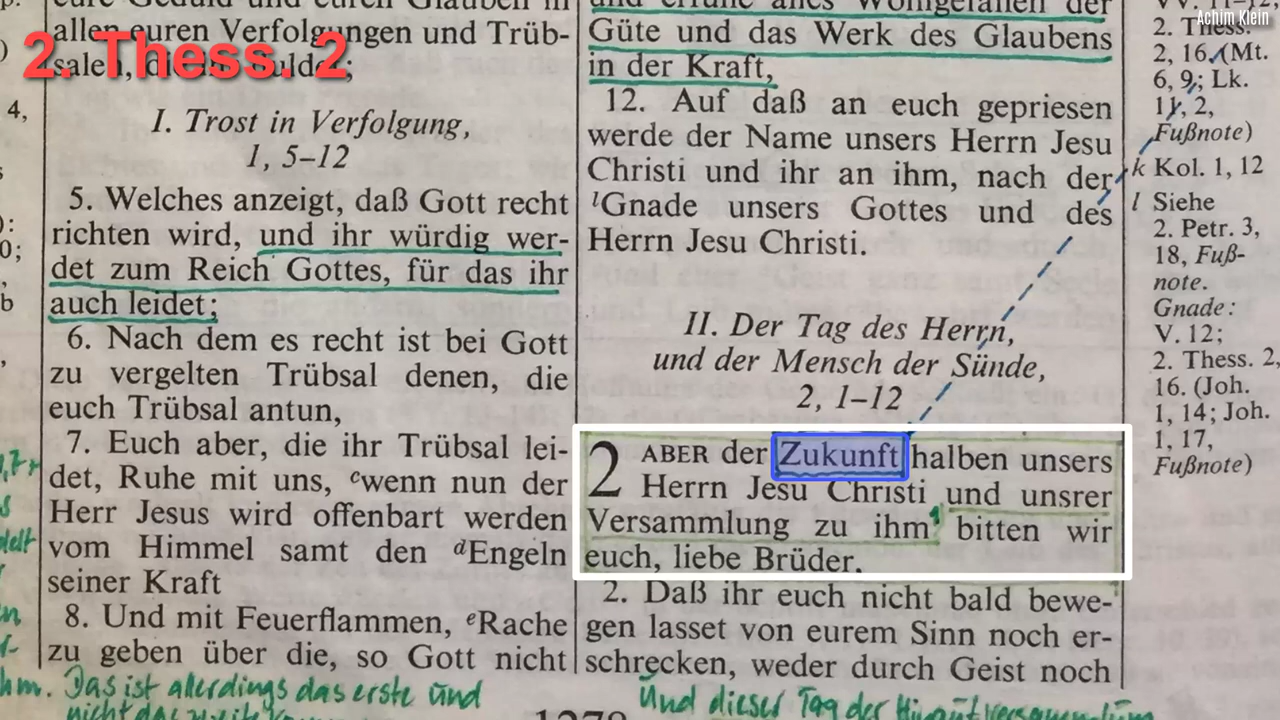 Achim Klein
2. Thess. 2
allen euren Verfolgungen und Trüb-
I. Trost in Verfolgung,
1, 5–12
5. Welches anzeigt, daß Gott recht
richten wird, und ihr würdig wer-
det zum Reich Gottes, für das ihr
auch leidet;
6. Nach dem es recht ist bei Gott
zu vergelten Trübsal denen, die
euch Trübsal antun,
7. Euch aber, die ihr Trübsal lei-
det, Ruhe mit uns, cwenn nun der
Herr Jesus wird offenbart werden
vom Himmel samt den dEngeln
seiner Kraft
8. Und mit Feuerflammen, eRache
zu geben über die, so Gott nicht
Güte und das Werk des Glaubens
in der Kraft,
12. Auf daß an euch gepriesen
werde der Name unsers Herrn Jesu
Christi und ihr an ihm, nach der
lGnade unsers Gottes und des
Herrn Jesu Christi.
II. Der Tag des Herrn,
und der Mensch der Sünde,
2, 1–12
2 ABER der Zukunft halben unsers
Herrn Jesu Christi und unsrer
Versammlung zu ihm bitten wir
euch, liebe Brüder.
2. Daß ihr euch nicht bald bewe-
gen lasset von eurem Sinn noch er-
schrecken, weder durch Geist noch
2. Thess.
2, 16. (Mt.
6, 9; Lk.
11, 2,
Fußnote)
k Kol. 1, 12
l Siehe
2. Petr. 3,
18, Fuß-
note.
Gnade:
V. 12;
2. Thess. 2,
16. (Joh.
1, 14; Joh.
1, 17,
Fußnote)
Das ist allerdings das erste und
Und dieser Tag der